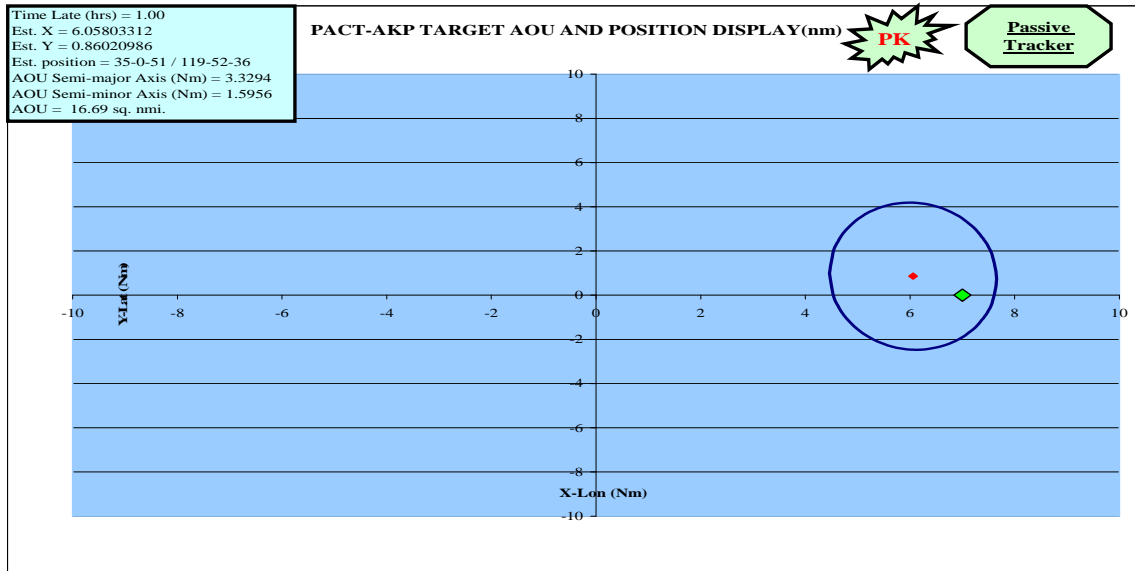 Time Late (hrs) = 1.00
Est. X = 6.05803312
Est. Y = 0.86020986
Est. position = 35-0-51 / 119-52-36
AOU Semi-major Axis (Nm) = 3.3294
AOU Semi-minor Axis (Nm) = 1.5956
AOU = 16.69 sq. nmi.
PACT-AKP TARGET AOU AND POSITION DISPLAY(nm)
PK
Passive
Tracker
10
8
6
4
2
0
-2
-4
-6
-8
-10
-10 -8 -6 -4 -2 0 2 4 6 8 10
Y-Lat (Nm)
X-Lon (Nm)